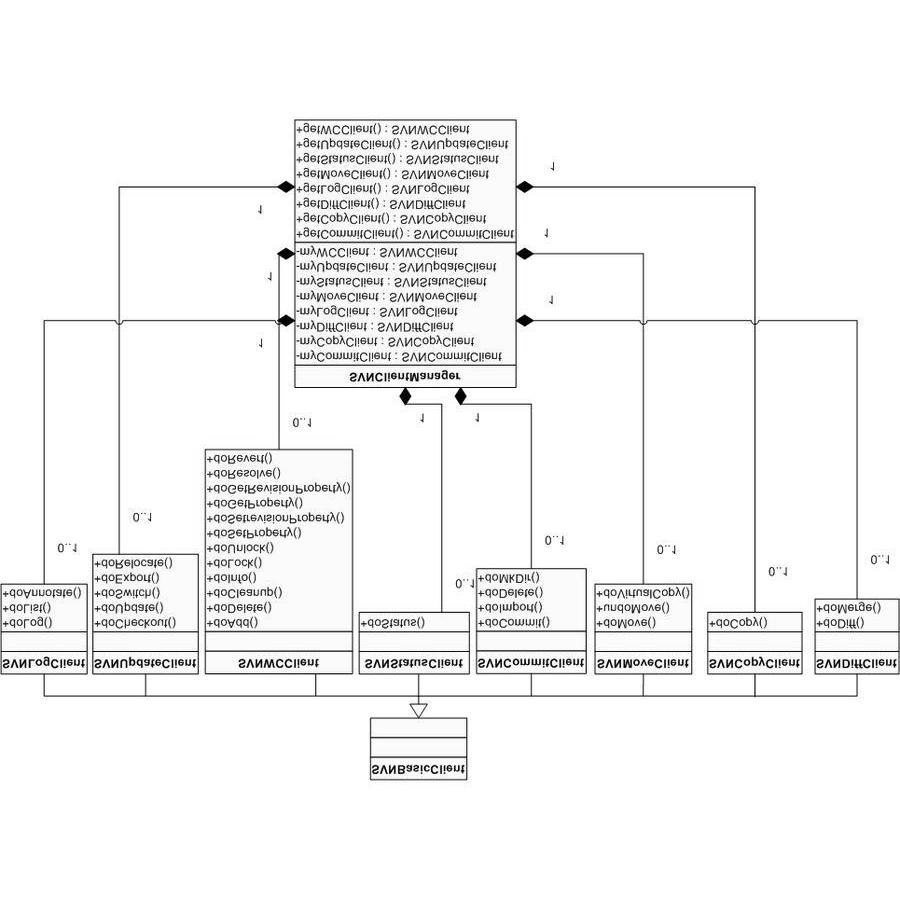 SVNBasicClient
SVNLogClient
+doLog()
+doList()
+doAnnotate()
0..1
SVNUpdateClient
+doCheckout()
+doUpdate()
+doSwitch()
+doExport()
+doRelocate()
0..1
SVNWCClient
+doAdd()
+doDelete()
+doCleanup()
+doInfo()
+doLock()
+doUnlock()
+doSetProperty()
+doSetrevisionProperty()
+doGetProperty()
+doGetRevisionProperty()
+doResolve()
+doRevert()
0..1
SVNStatusClient
+doStatus()
0..1
SVNCommitClient
+doCommit()
+doImport()
+doDelete()
+doMkDir()
0..1
SVNMoveClient
+doMove()
+undoMove()
+doVirtualCopy()
0..1
SVNCopyClient
+doCopy()
0..1
SVNDiffClient
+doDiff()
+doMerge()
0..1
1
1
SVNClientManager
-myCommitClient : SVNCommitClient
-myCopyClient : SVNCopyClient
-myDiffClient : SVNDiffClient
-myLogClient : SVNLogClient
-myMoveClient : SVNMoveClient
-myStatusClient : SVNStatusClient
-myUpdateClient : SVNUpdateClient
-myWCClient : SVNWCClient
+getCommitClient() : SVNCommitClient
+getCopyClient() : SVNCopyClient
+getDiffClient() : SVNDiffClient
+getLogClient() : SVNLogClient
+getMoveClient() : SVNMoveClient
+getStatusClient() : SVNStatusClient
+getUpdateClient() : SVNUpdateClient
+getWCClient() : SVNWCClient
1
1
1
1
1
1